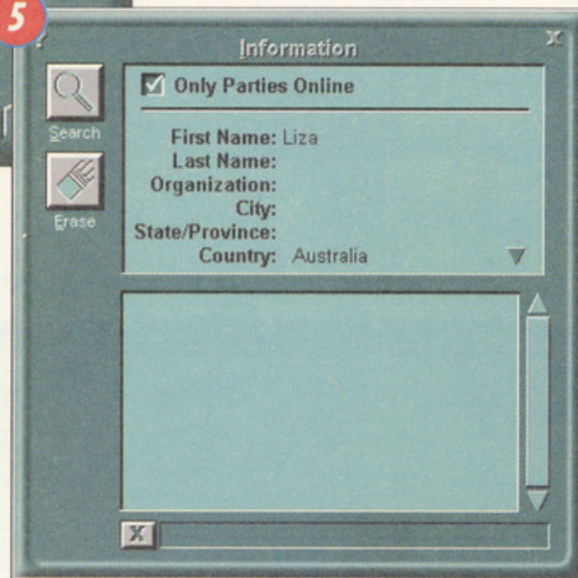 5
? Information X
Only Parties Online
Search
First Name: Liza
Last Name:
Organization:
City:
Erase
State/Province:
Country: Australia
X